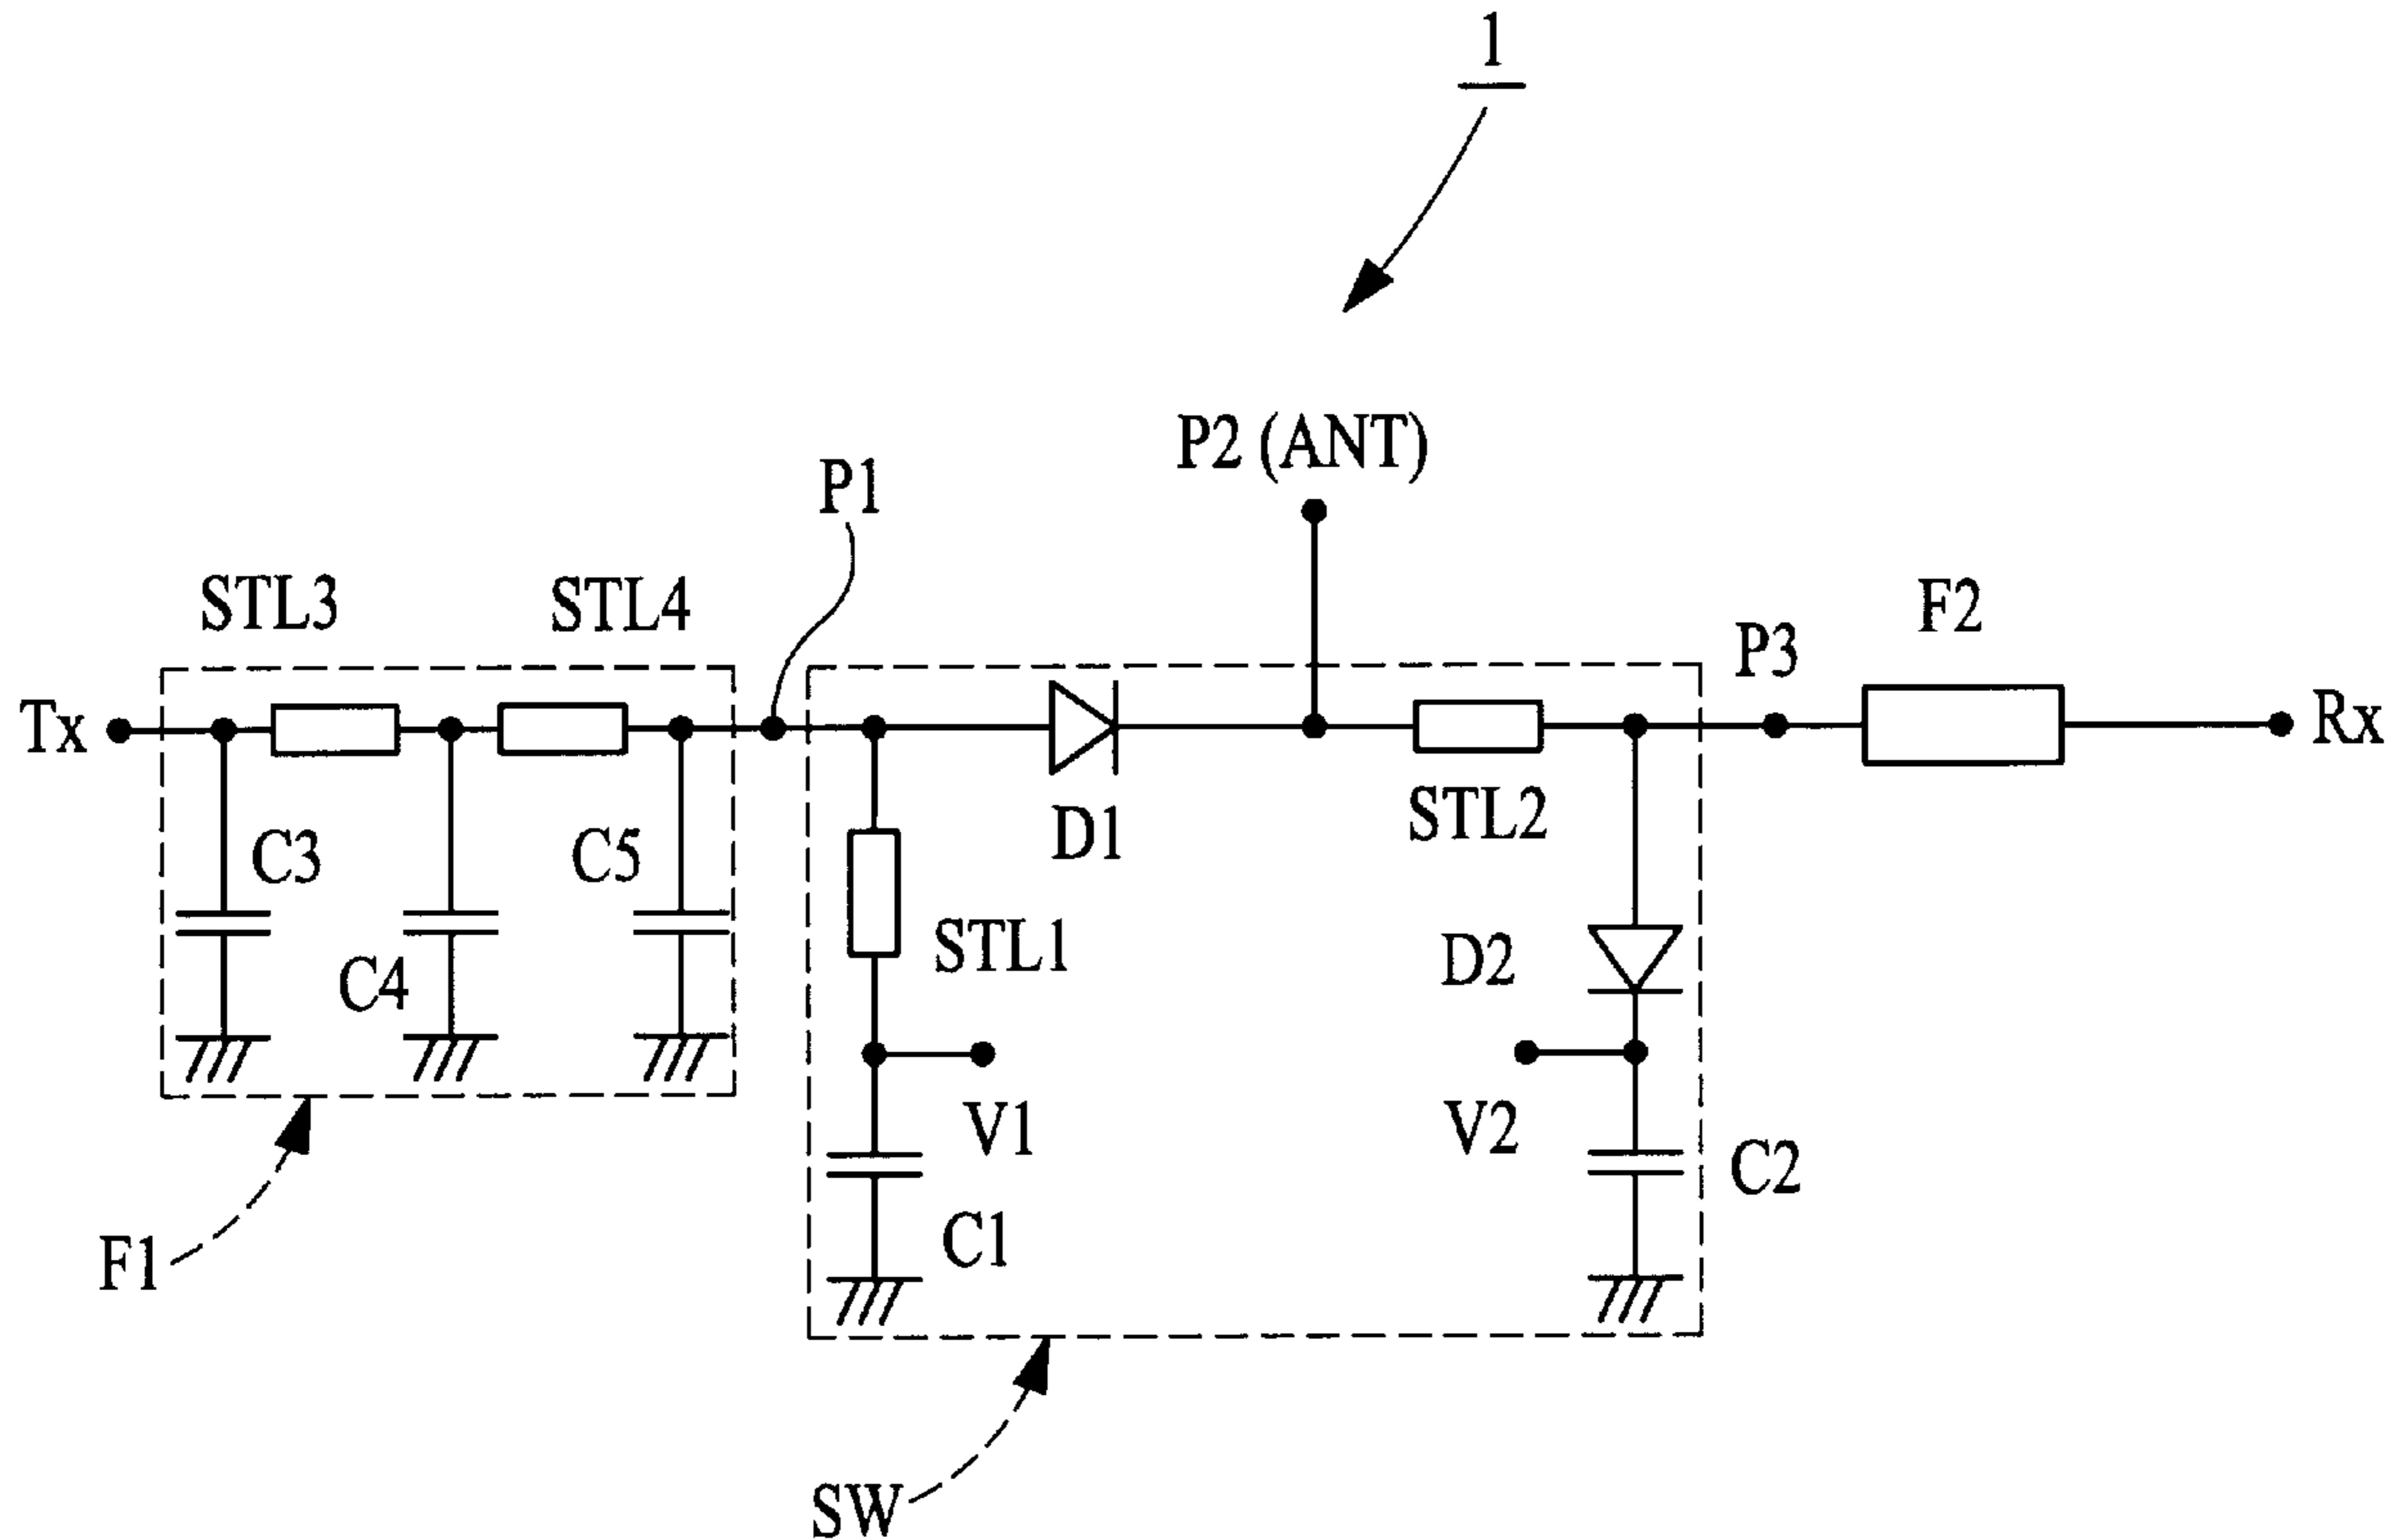 1
P2 (ANT)
P1
STL3
STL4
F2
P3
Tx
Rx
D1
STL2
C3
C5
STL1
D2
C4
V1
V2
C2
C1
F1
SW